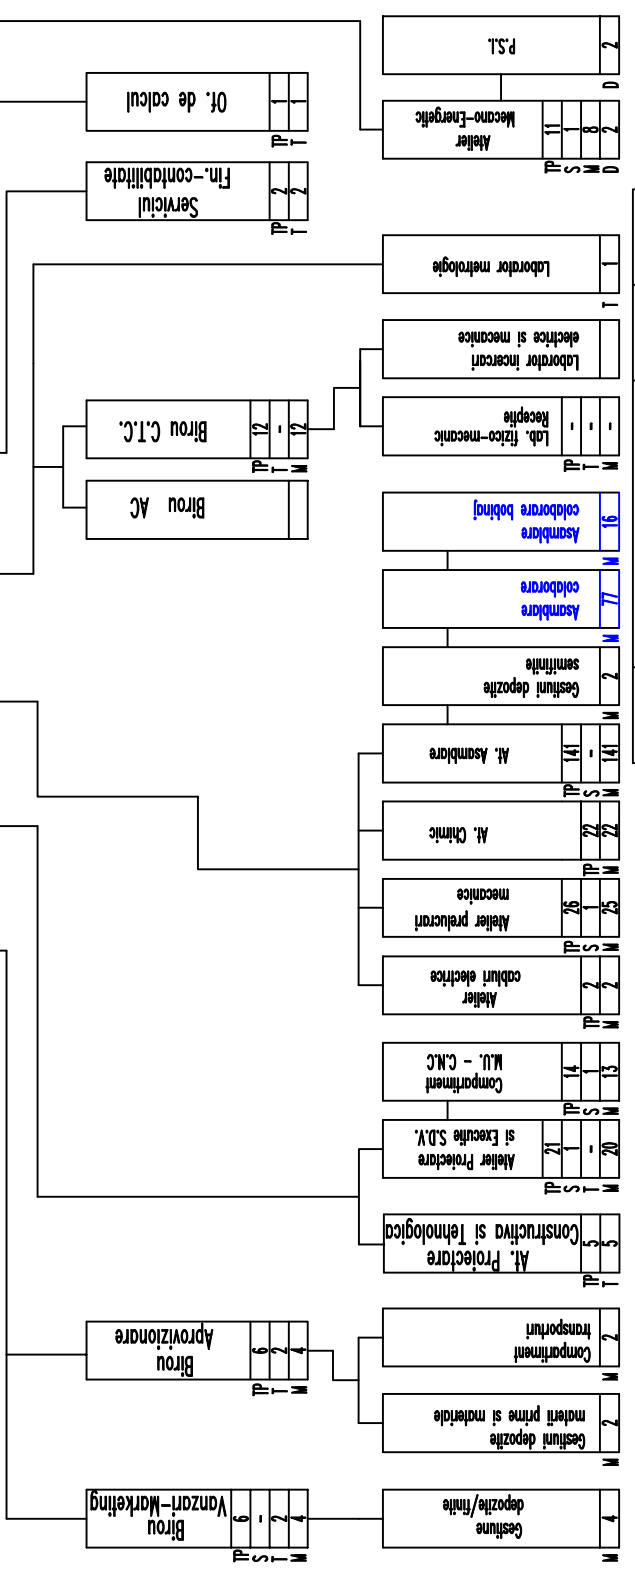 M
4
Gestiune
depozite/finite
M T S TP
4 2 - 6
Birou
Vanzari-Marketing
M
2
Gestiuni depozite
materii prime si materiale
M
2
Compartiment
transporturi
M T TP
4 2 6
Birou
Aprovizionare
T TP
5 5
At. Proiectare
Constructiva si Tehnologica
M T S TP
20 - 1 21
Atelier Proiectare
si Executie S.D.V.
M S TP
13 1 14
Compartiment
M.U. - C.N.C
M TP
2 2
Atelier
cabluri electrice
M S TP
25 1 26
Atelier prelucrari
mecanice
M TP
22 22
At. Chimic
M S TP
141 - 141
At. Asamblare
M
2
Gestiuni depozite
semifinite
M
77
Asamblare
colaborare
M
16
Asamblare
colaborare bobinaj
Birou AC
M T TP
12 - 12
Birou C.T.C.
M T TP
- - -
Lab. fizico-mecanic
Receptie
Laborator incercari
electrice si mecanice
T
1
Laborator metrologie
T TP
2 2
Serviciul
Fin.-contabilitate
T TP
1 1
Of. de calcul
D M S TP
2 8 1 11
Atelier
Mecano-Energetic
D
2
P.S.I.